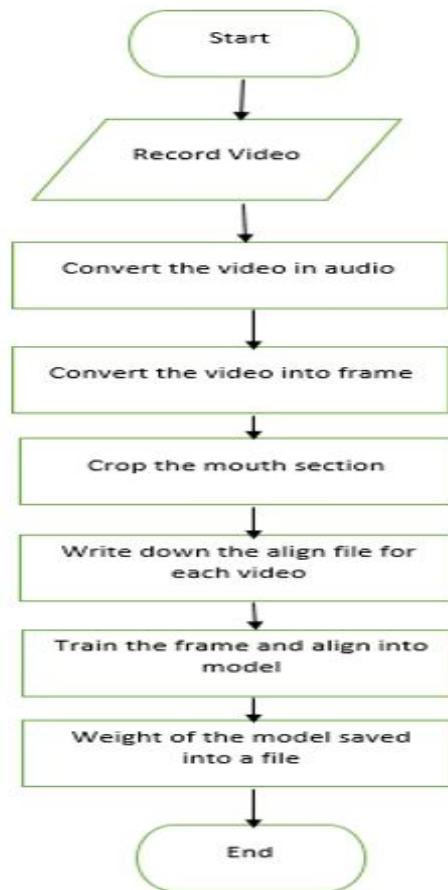 Start
Record Video
Convert the video in audio
Convert the video into frame
Crop the mouth section
Write down the align file for
each video
Train the frame and align into
model
Weight of the model saved
into a file
End